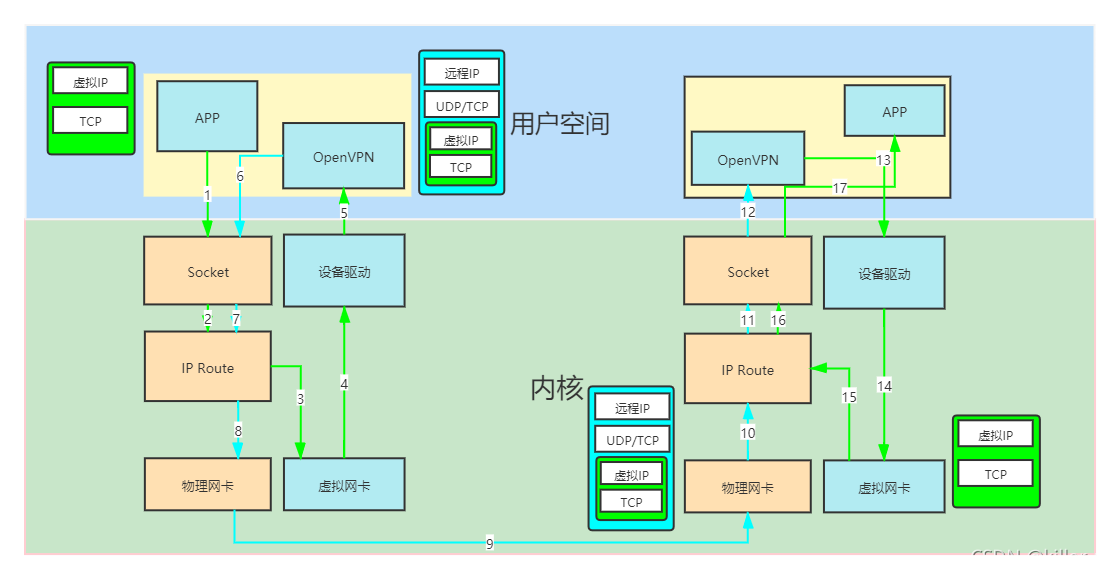 虚拟IP
TCP
APP
OpenVPN
远程IP
UDP/TCP
虚拟IP
TCP
用户空间
APP
OpenVPN
1
6
5
12
17
13
Socket
设备驱动
Socket
设备驱动
2
7
11
16
IP Route
IP Route
3
4
8
10
15
14
内核
远程IP
UDP/TCP
虚拟IP
TCP
虚拟IP
TCP
物理网卡
虚拟网卡
物理网卡
虚拟网卡
9
CSDN @killer